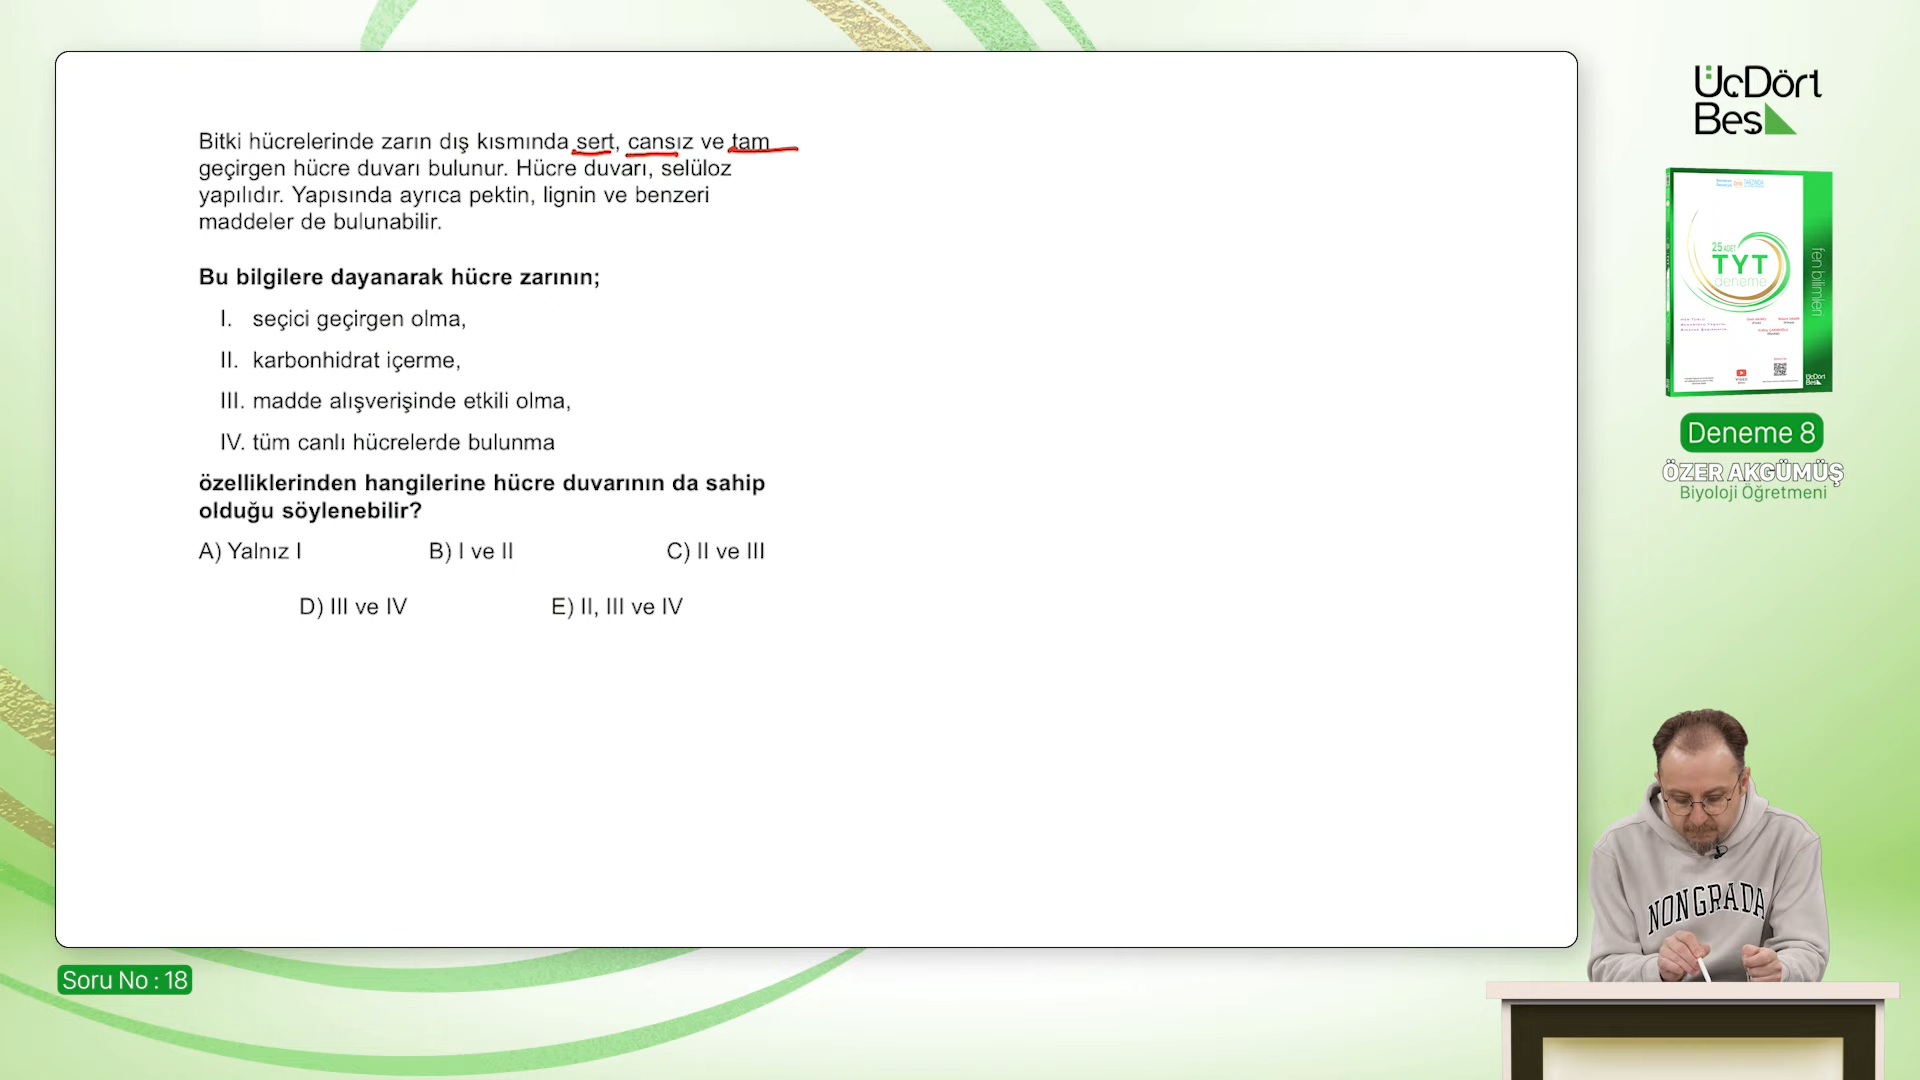 Bitki hücrelerinde zarın dış kısmında sert, cansız ve tam
geçirgen hücre duvarı bulunur. Hücre duvarı, selüloz
yapılıdır. Yapısında ayrıca pektin, lignin ve benzeri
maddeler de bulunabilir.
Bu bilgilere dayanarak hücre zarının;
I. seçici geçirgen olma,
II. karbonhidrat içerme,
III. madde alışverişinde etkili olma,
IV. tüm canlı hücrelerde bulunma
özelliklerinden hangilerine hücre duvarının da sahip
olduğu söylenebilir?
A) Yalnız I B) I ve II C) II ve III
D) III ve IV E) II, III ve IV
Soru No : 18
ÜçDört
Beş
25 ADET
TYT
deneme
fen bilimleri
ÜçDört
Beş
Deneme 8
ÖZER AKGÜMÜŞ
Biyoloji Öğretmeni
NONGRADA